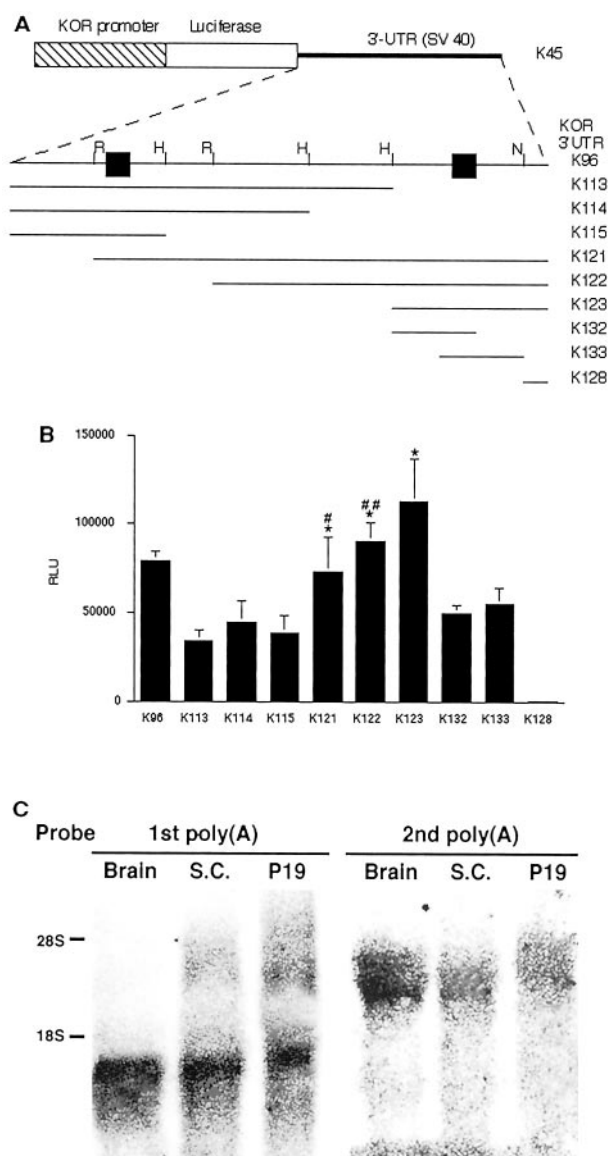 A
KOR promoter
Luciferase
3'-UTR (SV 40)
K45
R H R H H N
KOR
3'UTR
K96
K113
K114
K115
K121
K122
K123
K132
K133
K128
B
150000
100000
50000
0
RLU
#
*
##
*
*
K96 K113 K114 K115 K121 K122 K123 K132 K133 K128
C
Probe 1st poly(A) 2nd poly(A)
Brain S.C. P19 Brain S.C. P19
28S
18S